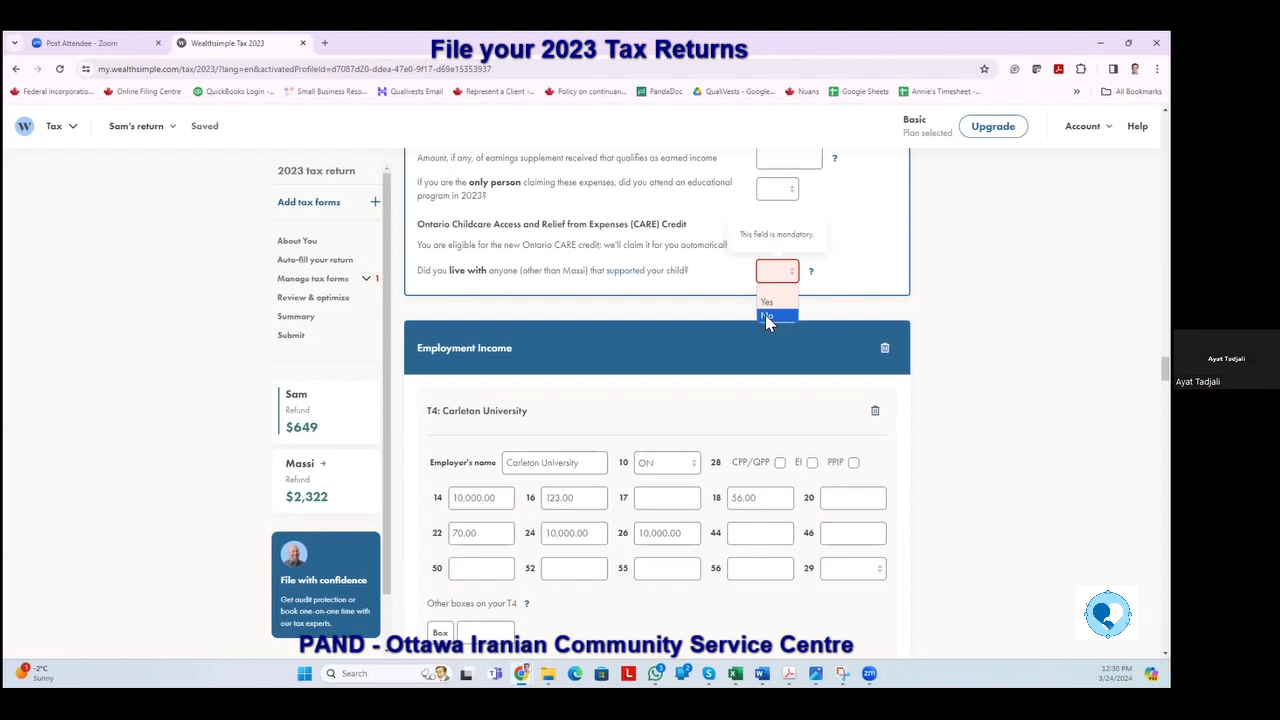 File your 2023 Tax Returns
Post Attendee - Zoom
Wealthsimple Tax 2023
my.wealthsimple.com/tax/2023/?lang=en&activatedProfileId=d7087d20-ddea-47e0-9f17-d69e15353937
Federal incorporatio...
Online Filing Centre
QuickBooks Login -...
Small Business Reso...
Qualivests Email
Represent a Client -...
Policy on continuan...
PandaDoc
QualiVests - Google...
Nuans
Google Sheets
Annie's Timesheet -...
All Bookmarks
Tax
Sam's return
Saved
Basic
Plan selected
Upgrade
Account
Help
2023 tax return
Add tax forms
About You
Auto-fill your return
Manage tax forms 1
Review & optimize
Summary
Submit
Sam
Refund
$649
Massi →
Refund
$2,322
File with confidence
Get audit protection or
book one-on-one time with
our tax experts.
Amount, if any, of earnings supplement received that qualifies as earned income ?
If you are the only person claiming these expenses, did you attend an educational
program in 2023?
Ontario Childcare Access and Relief from Expenses (CARE) Credit
You are eligible for the new Ontario CARE credit; we'll claim it for you automatically
This field is mandatory.
Did you live with anyone (other than Massi) that supported your child? ?
Yes
Employment Income
T4: Carleton University
Employer's name Carleton University 10 ON 28 CPP/QPP EI PPIP
14 10,000.00 16 123.00 17 18 56.00 20
22 70.00 24 10,000.00 26 10,000.00 44 46
50 52 55 56 29
Other boxes on your T4 ?
Box
PAND - Ottawa Iranian Community Service Centre
Ayat Tadjali
Ayat Tadjali
-2°C
Sunny
Search
12:30 PM
3/24/2024